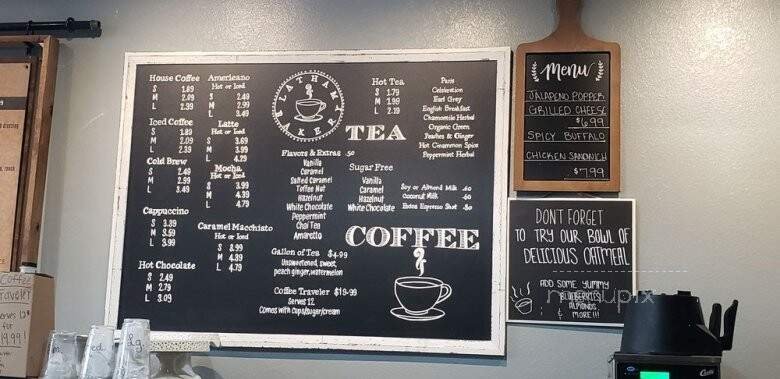 House Coffee
S 1.89
M 2.09
L 2.39
Iced Coffee
S 1.89
M 2.09
L 2.39
Cold Brew
S 2.49
M 2.99
L 3.49
Cappuccino
S 3.39
M 3.59
L 3.99
Hot Chocolate
S 2.49
M 2.79
L 3.09
Americano
Hot or Iced
S 2.49
M 2.99
L 3.49
Latte
Hot or Iced
S 3.69
M 3.99
L 4.29
Mocha
Hot or Iced
S 3.99
M 4.39
L 4.79
Caramel Macchiato
Hot or Iced
S 3.99
M 4.39
L 4.79
LATHAM
BAKERY
TEA
Hot Tea
S 1.79
M 1.99
L 2.19
Paris
Celebration
Earl Grey
English Breakfast
Chamomile Herbal
Organic Green
Peaches & Ginger
Hot Cinnamon Spice
Peppermint Herbal
Flavors & Extras .50
Vanilla
Caramel
Salted Caramel
Toffee Nut
Hazelnut
White Chocolate
Peppermint
Chai Tea
Amaretto
Sugar Free
Vanilla
Caramel
Hazelnut
White Chocolate
Soy or Almond Milk .60
Coconut Milk .60
Extra Espresso Shot .80
COFFEE
Gallon of Tea $4.99
Unsweetened, sweet,
peach ginger, watermelon
Coffee Traveler $19.99
Serves 12
Comes with cups/sugar/cream
Menu
JALAPENO POPPER
GRILLED CHEESE
$6.99
SPICY BUFFALO
CHICKEN SANDWICH
$7.99
DON'T FORGET
TO TRY OUR BOWL OF
DELICIOUS OATMEAL
ADD SOME YUMMY
BLUEBERRIES
ALMONDS
& MORE!!!